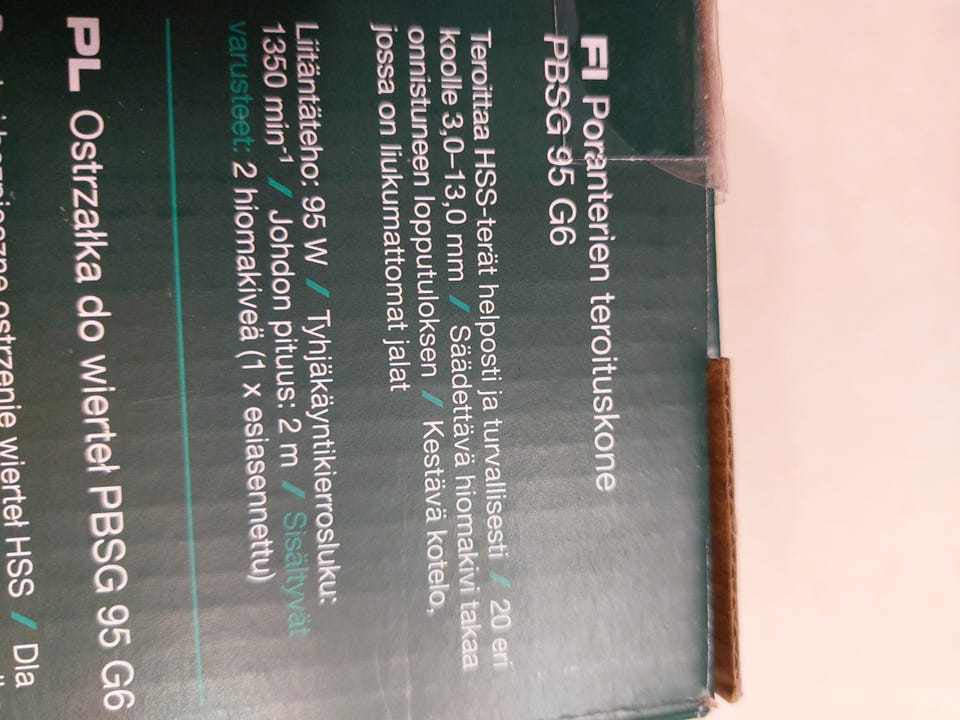 FI Poranterien teroituskone
PBSG 95 G6
Teroittaa HSS-terät helposti ja turvallisesti / 20 eri
koolle 3,0–13,0 mm / Säädettävä hiomakivi takaa
onnistuneen lopputuloksen / Kestävä kotelo,
jossa on liukumattomat jalat
Liitäntäteho: 95 W / Tyhjäkäyntikierrosluku:
1350 min⁻¹ / Johdon pituus: 2 m / Sisältyvät
varusteet: 2 hiomakiveä (1 x esiasennettu)
PL Ostrzałka do wierteł PBSG 95 G6
ostrzenie wierteł HSS / Dla